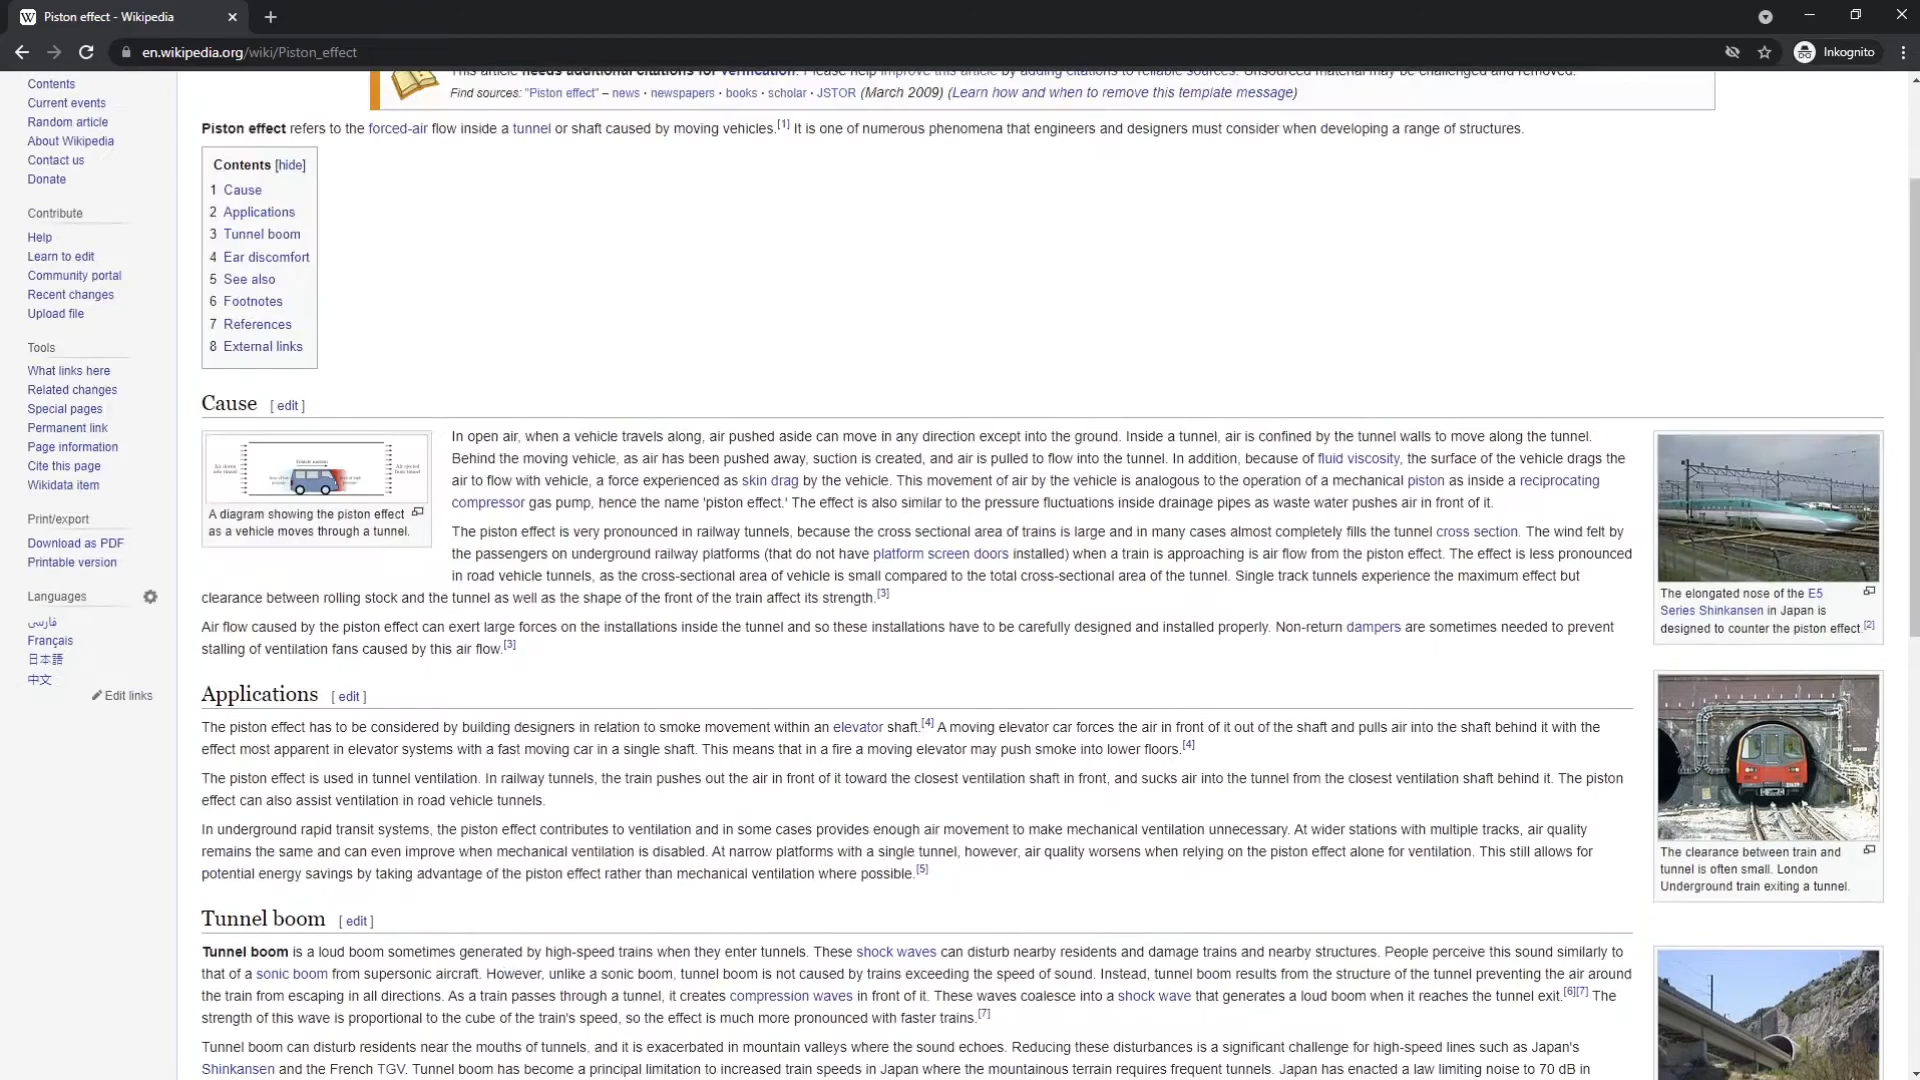 Piston effect - Wikipedia
en.wikipedia.org/wiki/Piston_effect
Inkognito
Contents
Current events
Random article
About Wikipedia
Contact us
Donate
Contribute
Help
Learn to edit
Community portal
Recent changes
Upload file
Tools
What links here
Related changes
Special pages
Permanent link
Page information
Cite this page
Wikidata item
Print/export
Download as PDF
Printable version
Languages
فارسی
Français
日本語
中文
Edit links
This article needs additional citations for verification. Please help improve this article by adding citations to reliable sources. Unsourced material may be challenged and removed.
Find sources: "Piston effect" – news · newspapers · books · scholar · JSTOR (March 2009) (Learn how and when to remove this template message)
Piston effect refers to the forced-air flow inside a tunnel or shaft caused by moving vehicles.[1] It is one of numerous phenomena that engineers and designers must consider when developing a range of structures.
Contents [hide]
1 Cause
2 Applications
3 Tunnel boom
4 Ear discomfort
5 See also
6 Footnotes
7 References
8 External links
Cause [ edit ]
A diagram showing the piston effect
as a vehicle moves through a tunnel.
In open air, when a vehicle travels along, air pushed aside can move in any direction except into the ground. Inside a tunnel, air is confined by the tunnel walls to move along the tunnel.
Behind the moving vehicle, as air has been pushed away, suction is created, and air is pulled to flow into the tunnel. In addition, because of fluid viscosity, the surface of the vehicle drags the
air to flow with vehicle, a force experienced as skin drag by the vehicle. This movement of air by the vehicle is analogous to the operation of a mechanical piston as inside a reciprocating
compressor gas pump, hence the name 'piston effect.' The effect is also similar to the pressure fluctuations inside drainage pipes as waste water pushes air in front of it.
The piston effect is very pronounced in railway tunnels, because the cross sectional area of trains is large and in many cases almost completely fills the tunnel cross section. The wind felt by
the passengers on underground railway platforms (that do not have platform screen doors installed) when a train is approaching is air flow from the piston effect. The effect is less pronounced
in road vehicle tunnels, as the cross-sectional area of vehicle is small compared to the total cross-sectional area of the tunnel. Single track tunnels experience the maximum effect but
clearance between rolling stock and the tunnel as well as the shape of the front of the train affect its strength.[3]
Air flow caused by the piston effect can exert large forces on the installations inside the tunnel and so these installations have to be carefully designed and installed properly. Non-return dampers are sometimes needed to prevent
stalling of ventilation fans caused by this air flow.[3]
The elongated nose of the E5
Series Shinkansen in Japan is
designed to counter the piston effect.[2]
Applications [ edit ]
The piston effect has to be considered by building designers in relation to smoke movement within an elevator shaft.[4] A moving elevator car forces the air in front of it out of the shaft and pulls air into the shaft behind it with the
effect most apparent in elevator systems with a fast moving car in a single shaft. This means that in a fire a moving elevator may push smoke into lower floors.[4]
The piston effect is used in tunnel ventilation. In railway tunnels, the train pushes out the air in front of it toward the closest ventilation shaft in front, and sucks air into the tunnel from the closest ventilation shaft behind it. The piston
effect can also assist ventilation in road vehicle tunnels.
In underground rapid transit systems, the piston effect contributes to ventilation and in some cases provides enough air movement to make mechanical ventilation unnecessary. At wider stations with multiple tracks, air quality
remains the same and can even improve when mechanical ventilation is disabled. At narrow platforms with a single tunnel, however, air quality worsens when relying on the piston effect alone for ventilation. This still allows for
potential energy savings by taking advantage of the piston effect rather than mechanical ventilation where possible.[5]
The clearance between train and
tunnel is often small. London
Underground train exiting a tunnel.
Tunnel boom [ edit ]
Tunnel boom is a loud boom sometimes generated by high-speed trains when they enter tunnels. These shock waves can disturb nearby residents and damage trains and nearby structures. People perceive this sound similarly to
that of a sonic boom from supersonic aircraft. However, unlike a sonic boom, tunnel boom is not caused by trains exceeding the speed of sound. Instead, tunnel boom results from the structure of the tunnel preventing the air around
the train from escaping in all directions. As a train passes through a tunnel, it creates compression waves in front of it. These waves coalesce into a shock wave that generates a loud boom when it reaches the tunnel exit.[6][7] The
strength of this wave is proportional to the cube of the train's speed, so the effect is much more pronounced with faster trains.[7]
Tunnel boom can disturb residents near the mouths of tunnels, and it is exacerbated in mountain valleys where the sound echoes. Reducing these disturbances is a significant challenge for high-speed lines such as Japan's
Shinkansen and the French TGV. Tunnel boom has become a principal limitation to increased train speeds in Japan where the mountainous terrain requires frequent tunnels. Japan has enacted a law limiting noise to 70 dB in